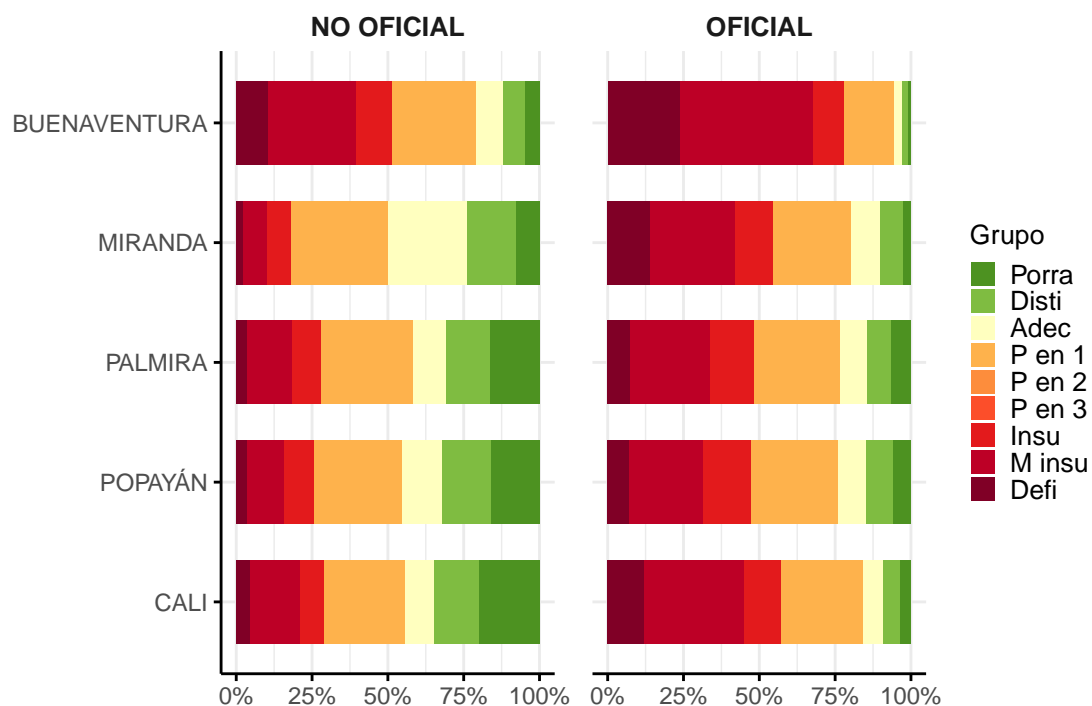 NO OFICIAL
OFICIAL
BUENAVENTURA
MIRANDA
PALMIRA
POPAYÁN
CALI
0% 25% 50% 75% 100%
0% 25% 50% 75% 100%
Grupo
Porra
Disti
Adec
P en 1
P en 2
P en 3
Insu
M insu
Defi